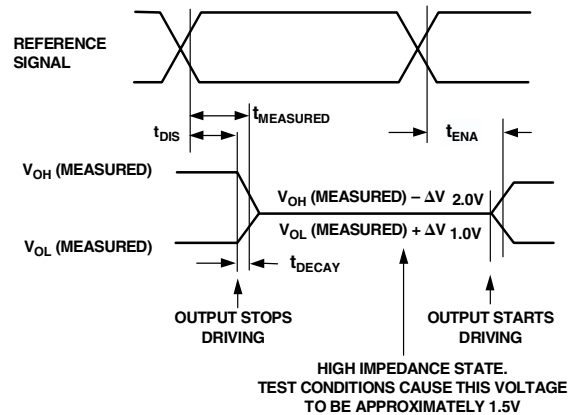 REFERENCE
SIGNAL
tMEASURED
tDIS
tENA
VOH (MEASURED)
VOH (MEASURED) – ΔV 2.0V
VOL (MEASURED) + ΔV 1.0V
VOL (MEASURED)
tDECAY
OUTPUT STOPS
DRIVING
OUTPUT STARTS
DRIVING
HIGH IMPEDANCE STATE.
TEST CONDITIONS CAUSE THIS VOLTAGE
TO BE APPROXIMATELY 1.5V